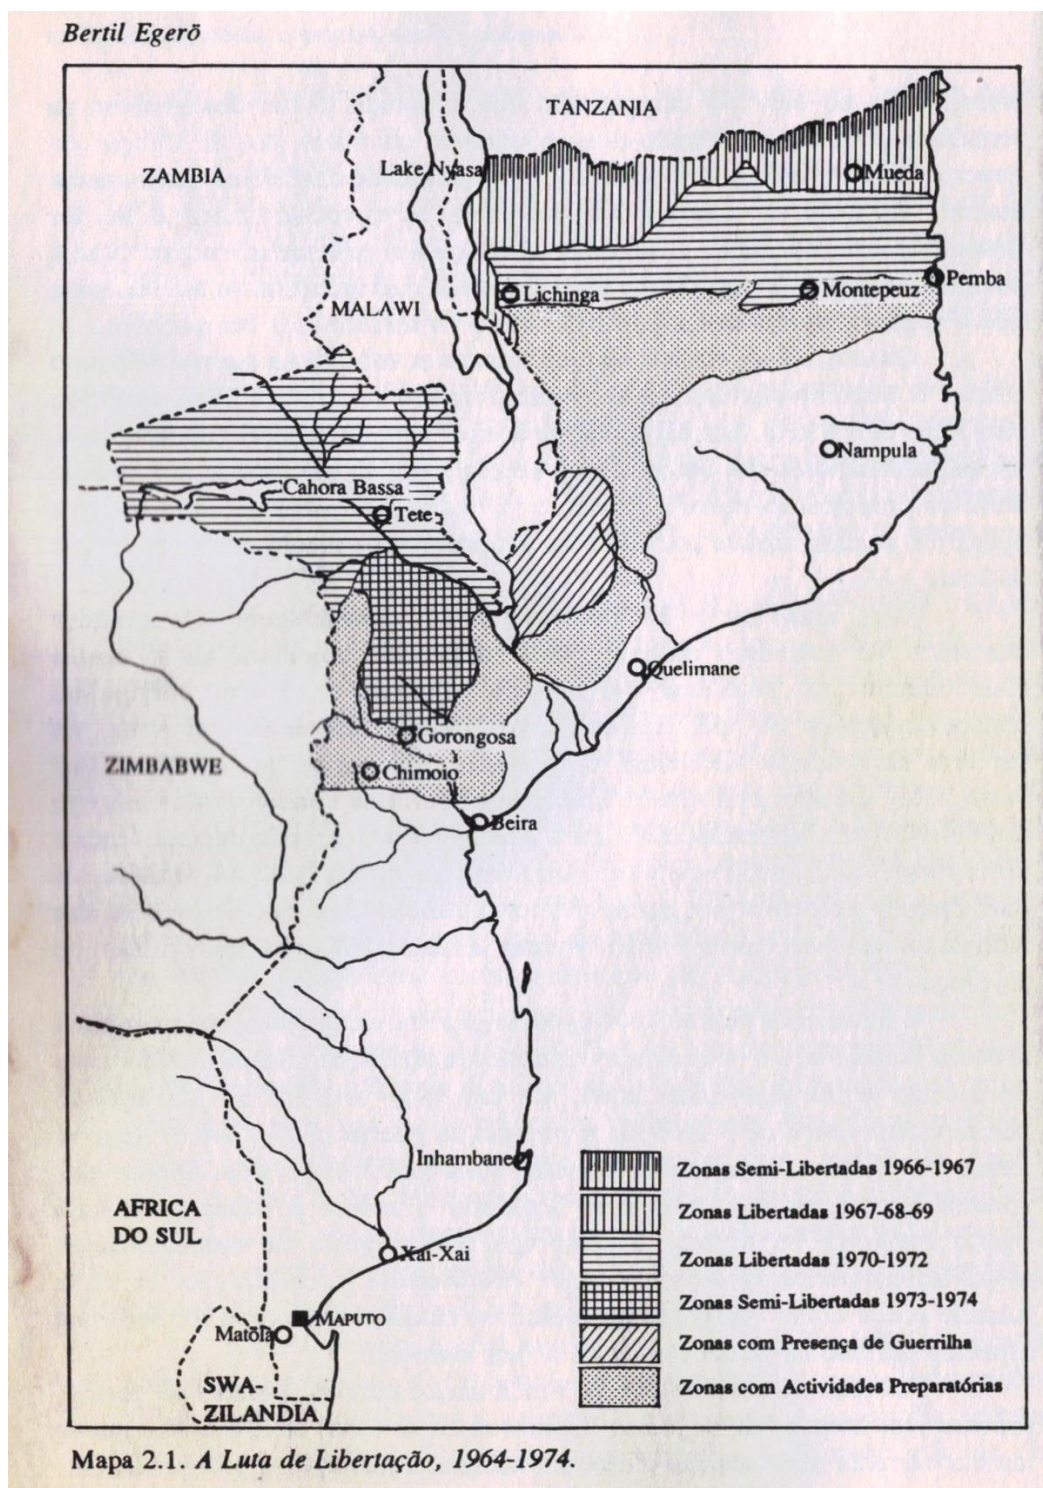 Bertil Egerö
TANZANIA
ZAMBIA
Lake Nyasa
Mueda
Pemba
Lichinga
Montepeuz
MALAWI
Nampula
Cahora Bassa
Tete
Quelimane
Gorongosa
ZIMBABWE
Chimoio
Beira
Inhambane
AFRICA
DO SUL
Xai-Xai
MAPUTO
Matola
SWA-
ZILANDIA
Zonas Semi-Libertadas 1966-1967
Zonas Libertadas 1967-68-69
Zonas Libertadas 1970-1972
Zonas Semi-Libertadas 1973-1974
Zonas com Presença de Guerrilha
Zonas com Actividades Preparatórias
Mapa 2.1. A Luta de Libertação, 1964-1974.